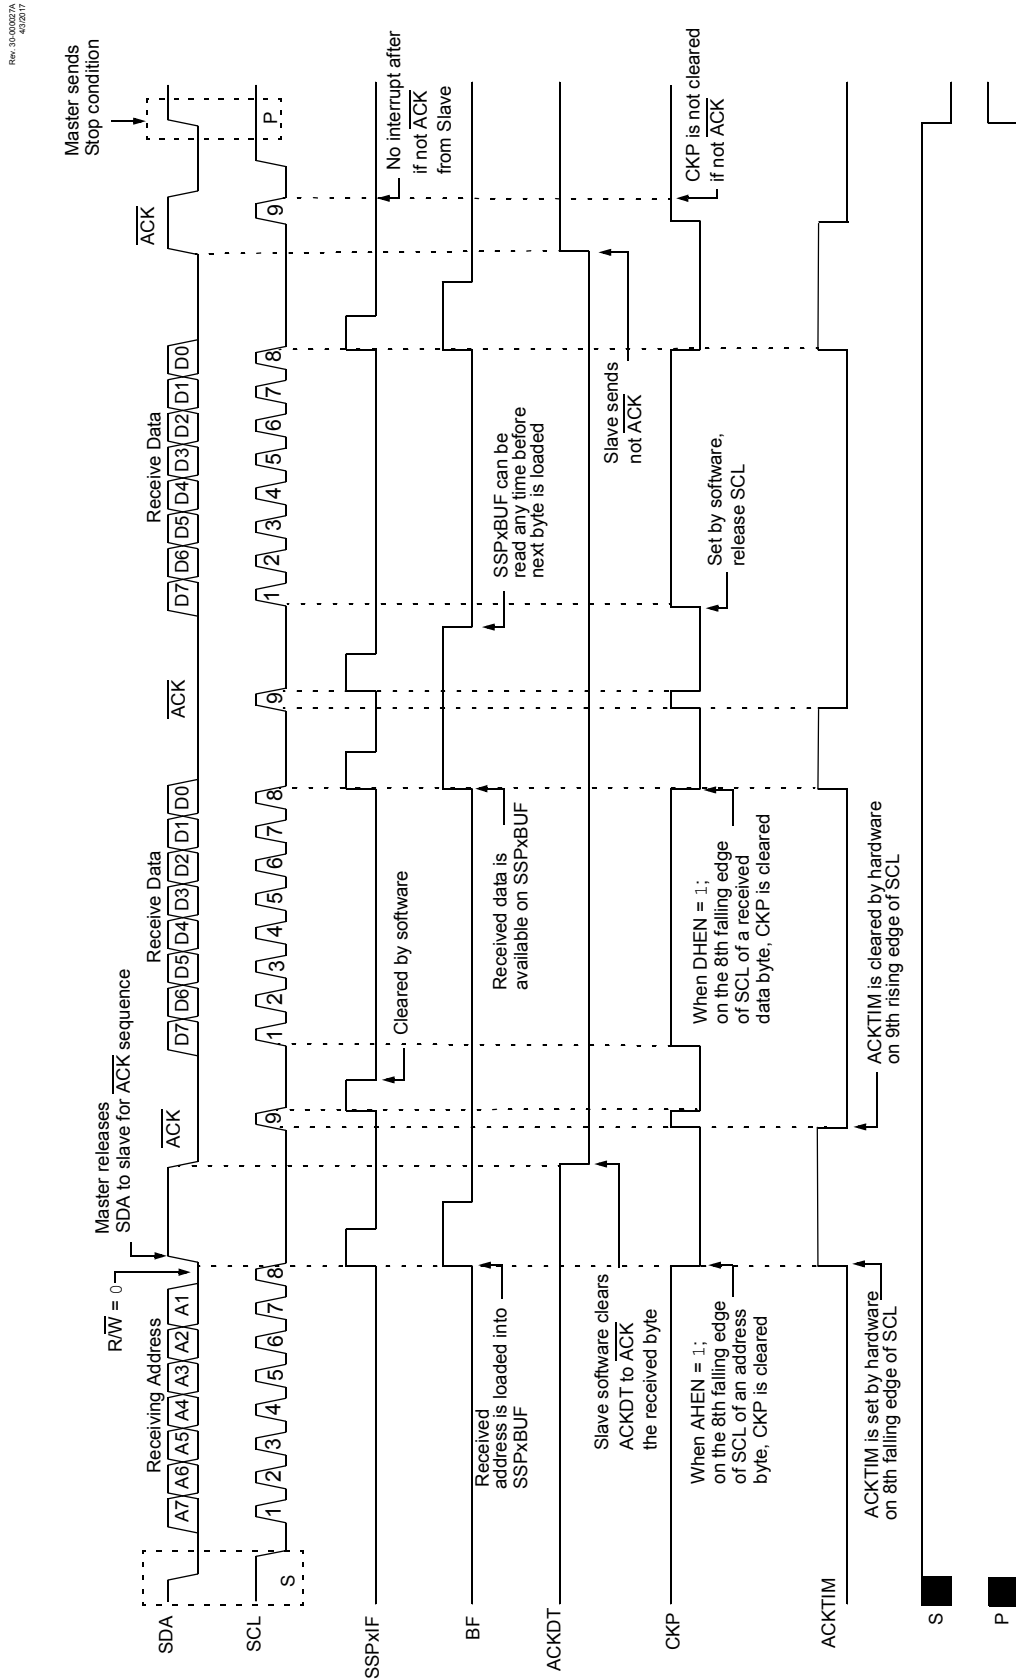 Rev. 30-000027A
4/3/2017
Master sends
Stop condition
Master releases
SDA to slave for ACK sequence
R/W = 0
Receiving Address
ACK
Receive Data
ACK
Receive Data
ACK
SDA
A7 A6 A5 A4 A3 A2 A1
D7 D6 D5 D4 D3 D2 D1 D0
D7 D6 D5 D4 D3 D2 D1 D0
SCL
S
1 2 3 4 5 6 7 8 9
1 2 3 4 5 6 7 8 9
1 2 3 4 5 6 7 8 9
P
SSPxIF
Cleared by software
No interrupt after
if not ACK
from Slave
BF
Received
address is loaded into
SSPxBUF
Received data is
available on SSPxBUF
SSPxBUF can be
read any time before
next byte is loaded
ACKDT
Slave software clears
ACKDT to ACK
the received byte
Slave sends
not ACK
CKP
When AHEN = 1;
on the 8th falling edge
of SCL of an address
byte, CKP is cleared
When DHEN = 1;
on the 8th falling edge
of SCL of a received
data byte, CKP is cleared
Set by software,
release SCL
CKP is not cleared
if not ACK
ACKTIM
ACKTIM is set by hardware
on 8th falling edge of SCL
ACKTIM is cleared by hardware
on 9th rising edge of SCL
S
P